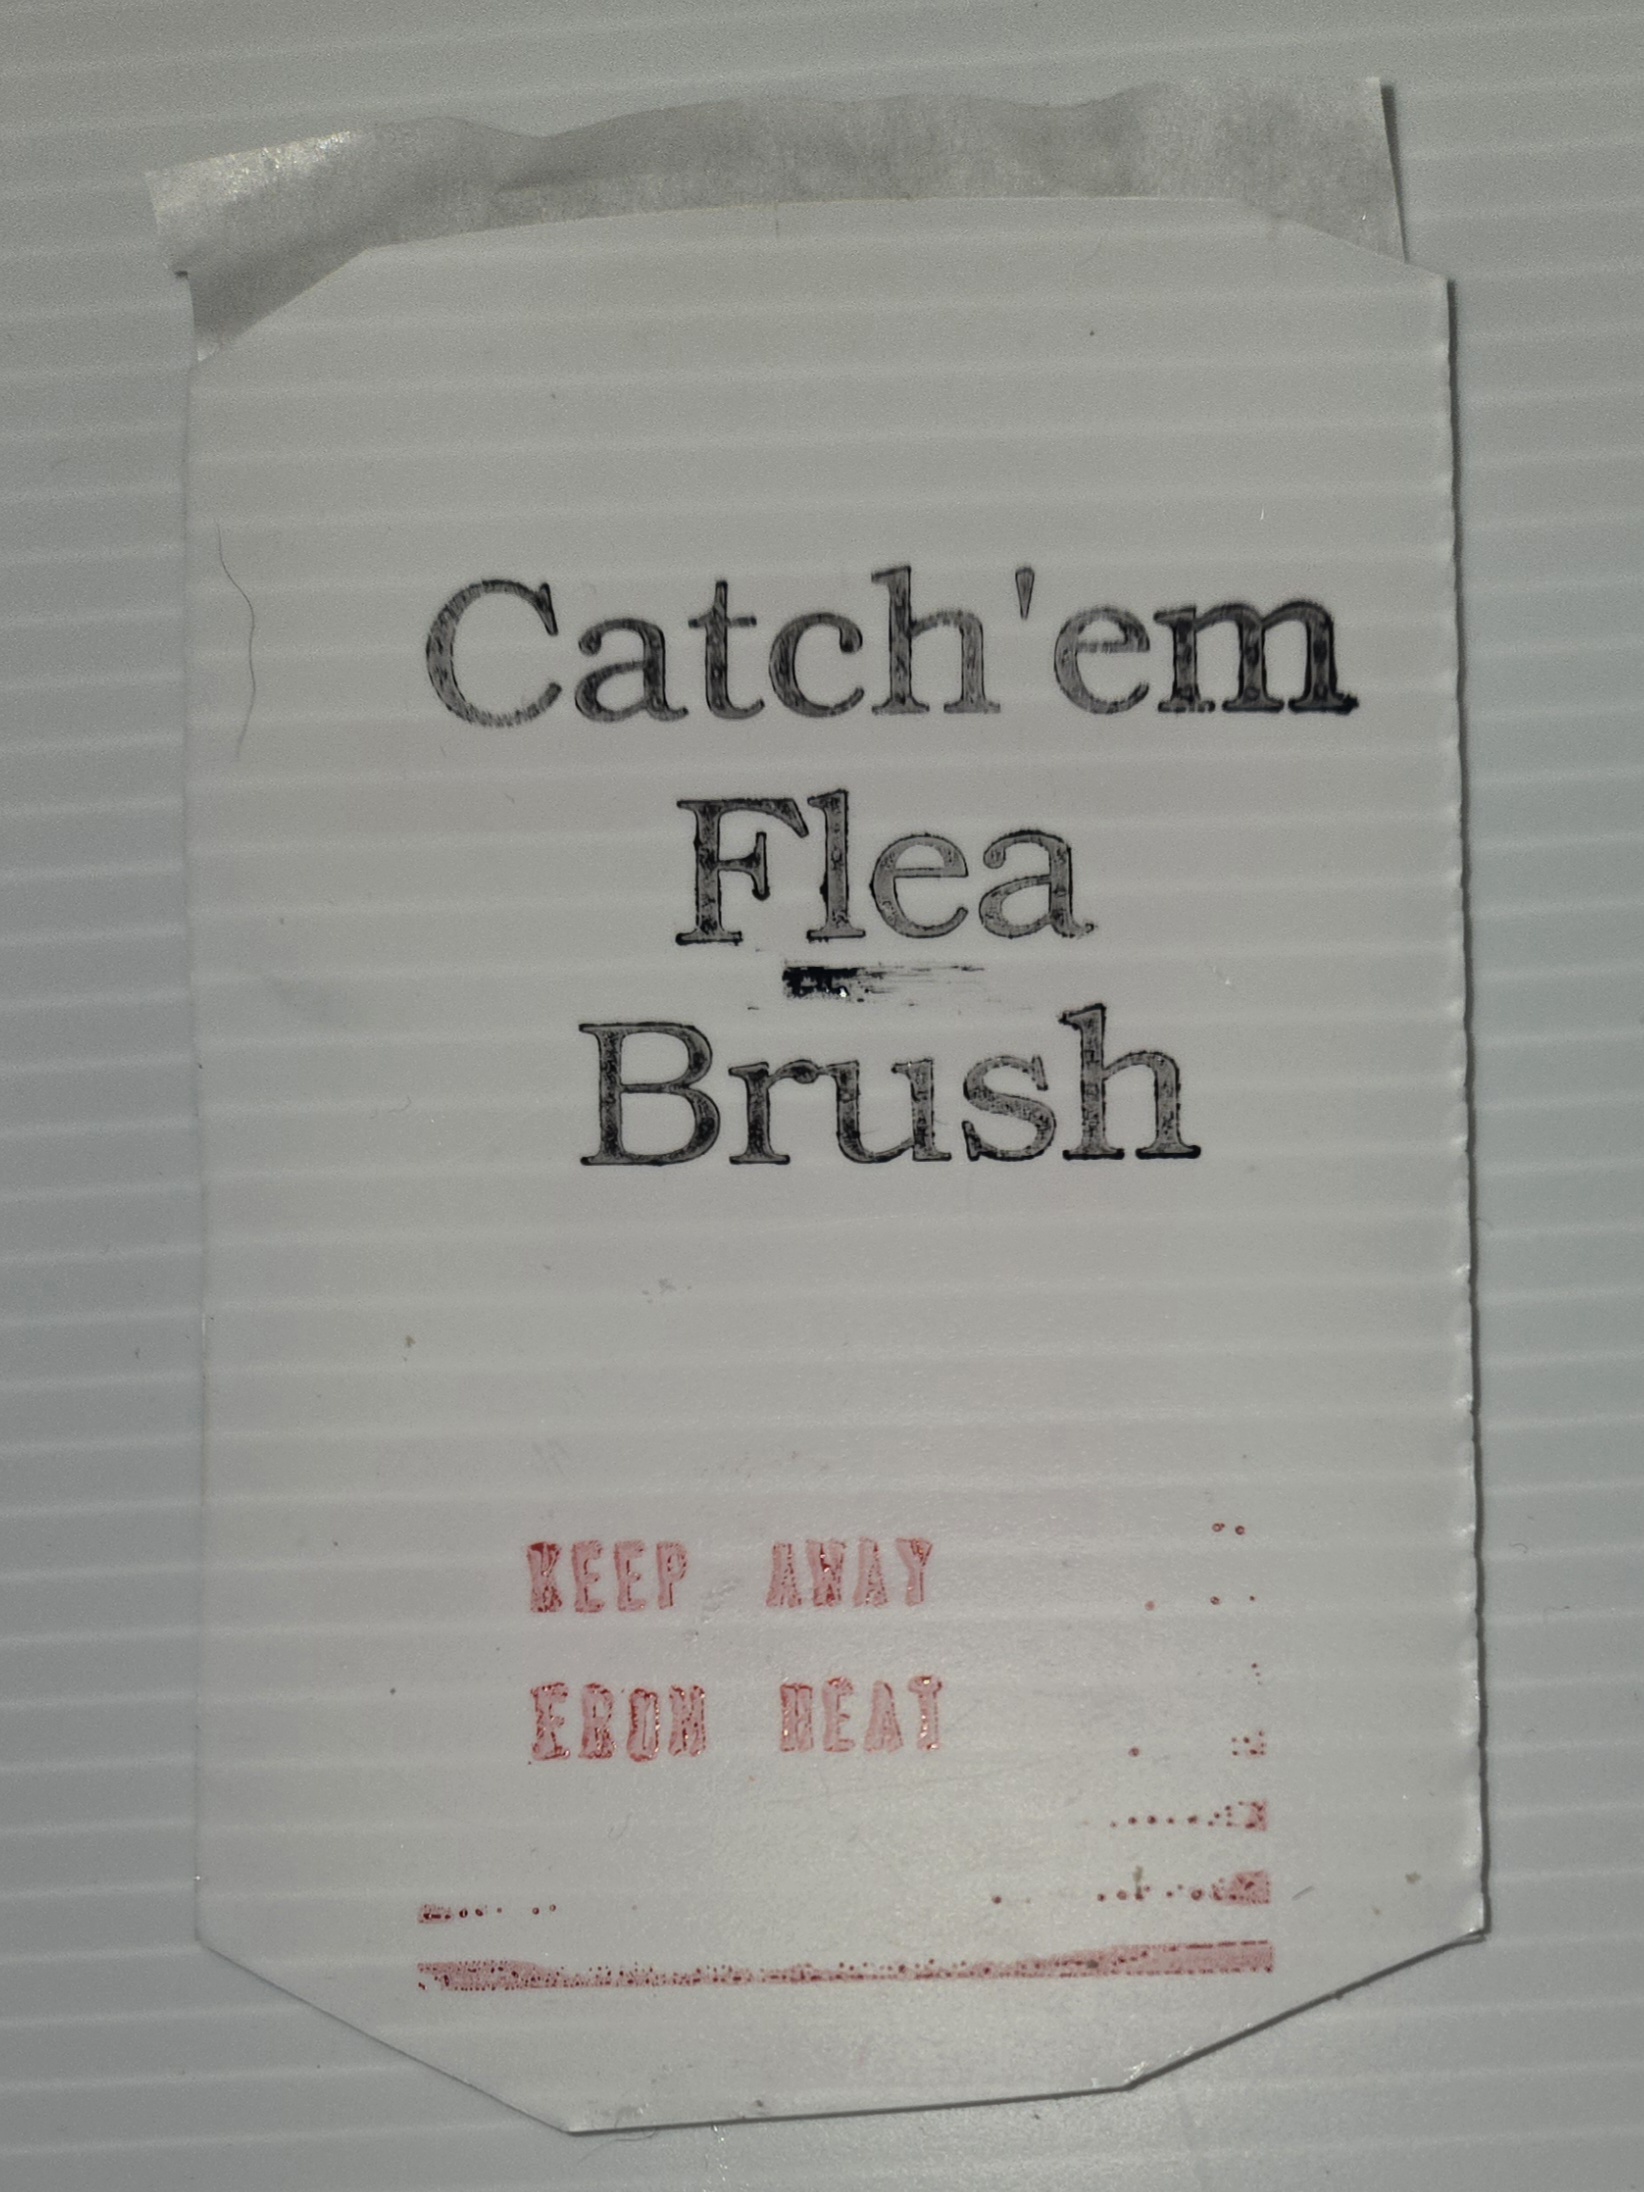 Catch'em
Flea
Brush
KEEP AWAY
FROM HEAT